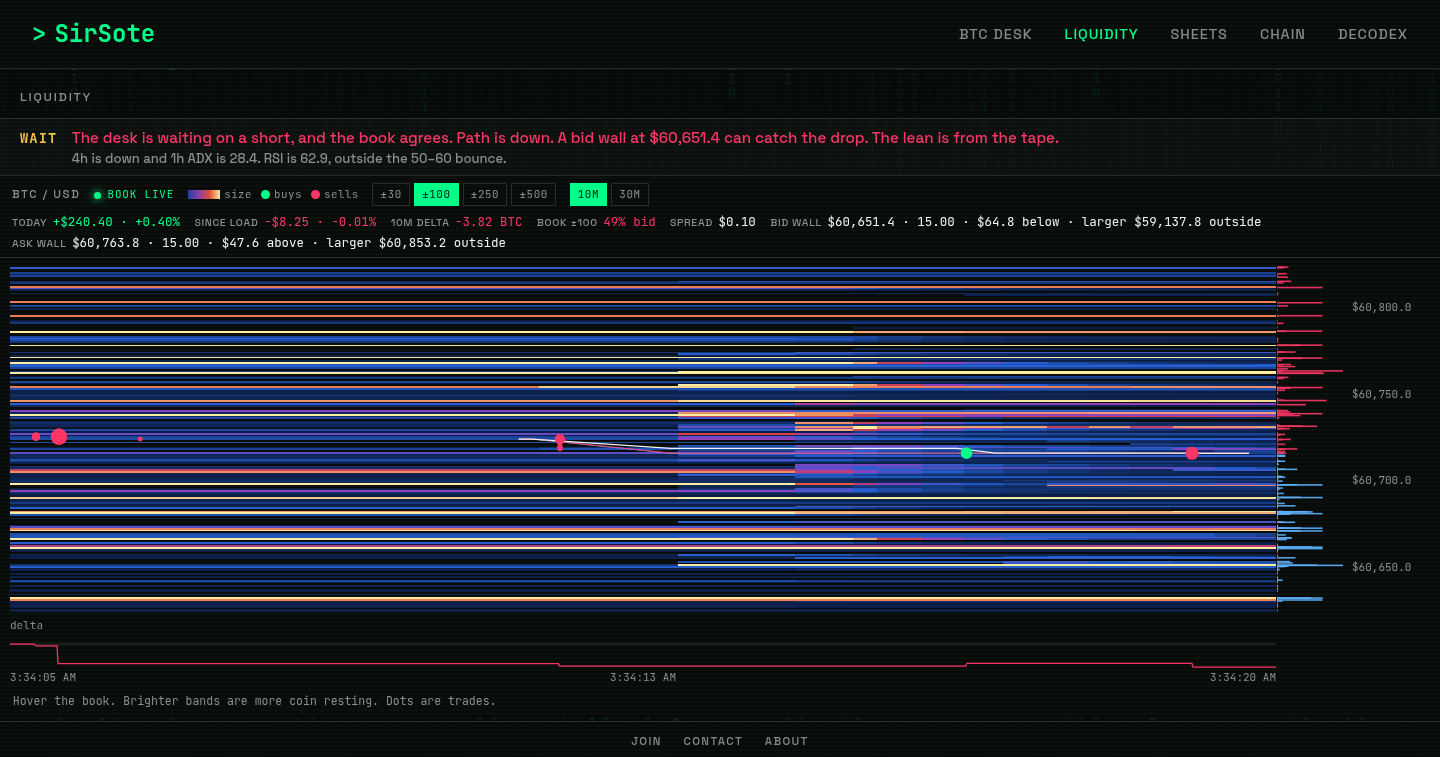 > SirSote
BTC DESK LIQUIDITY SHEETS CHAIN DECODEX
LIQUIDITY
WAIT The desk is waiting on a short, and the book agrees. Path is down. A bid wall at $60,651.4 can catch the drop. The lean is from the tape.
4h is down and 1h ADX is 28.4. RSI is 62.9, outside the 50–60 bounce.
BTC / USD BOOK LIVE size buys sells ±30 ±100 ±250 ±500 10M 30M
TODAY +$240.40 · +0.40% SINCE LOAD -$8.25 · -0.01% 10M DELTA -3.82 BTC BOOK ±100 49% bid SPREAD $0.10 BID WALL $60,651.4 · 15.00 · $64.8 below · larger $59,137.8 outside
ASK WALL $60,763.8 · 15.00 · $47.6 above · larger $60,853.2 outside
$60,800.0
$60,750.0
$60,700.0
$60,650.0
delta
3:34:05 AM 3:34:13 AM 3:34:20 AM
Hover the book. Brighter bands are more coin resting. Dots are trades.
JOIN CONTACT ABOUT